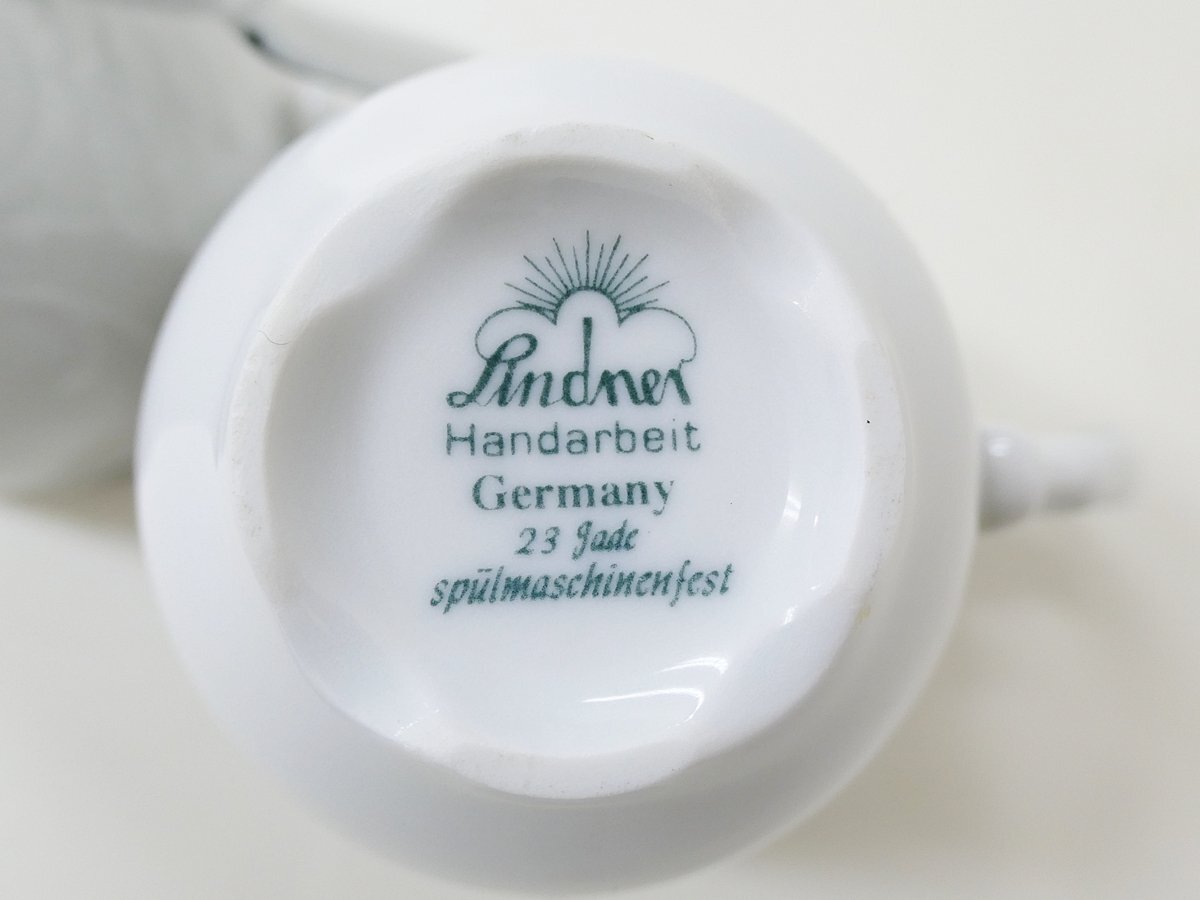 Lindner
Handarbeit
Germany
23 Jade
spülmaschinenfest